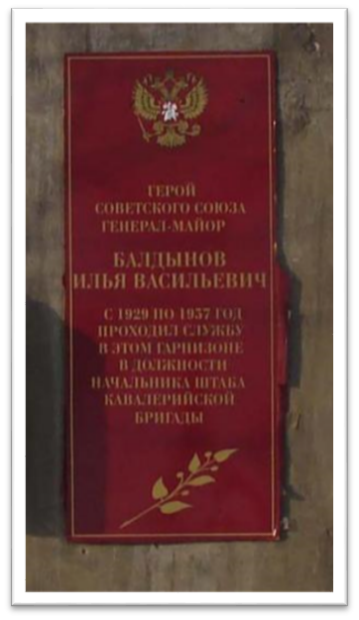 ГЕРОЙ
СОВЕТСКОГО СОЮЗА
ГЕНЕРАЛ-МАЙОР
БАЛДЫНОВ
ИЛЬЯ ВАСИЛЬЕВИЧ
С 1929 ПО 1937 ГОД
ПРОХОДИЛ СЛУЖБУ
В ЭТОМ ГАРНИЗОНЕ
В ДОЛЖНОСТИ
НАЧАЛЬНИКА ШТАБА
КАВАЛЕРИЙСКОЙ
БРИГАДЫ